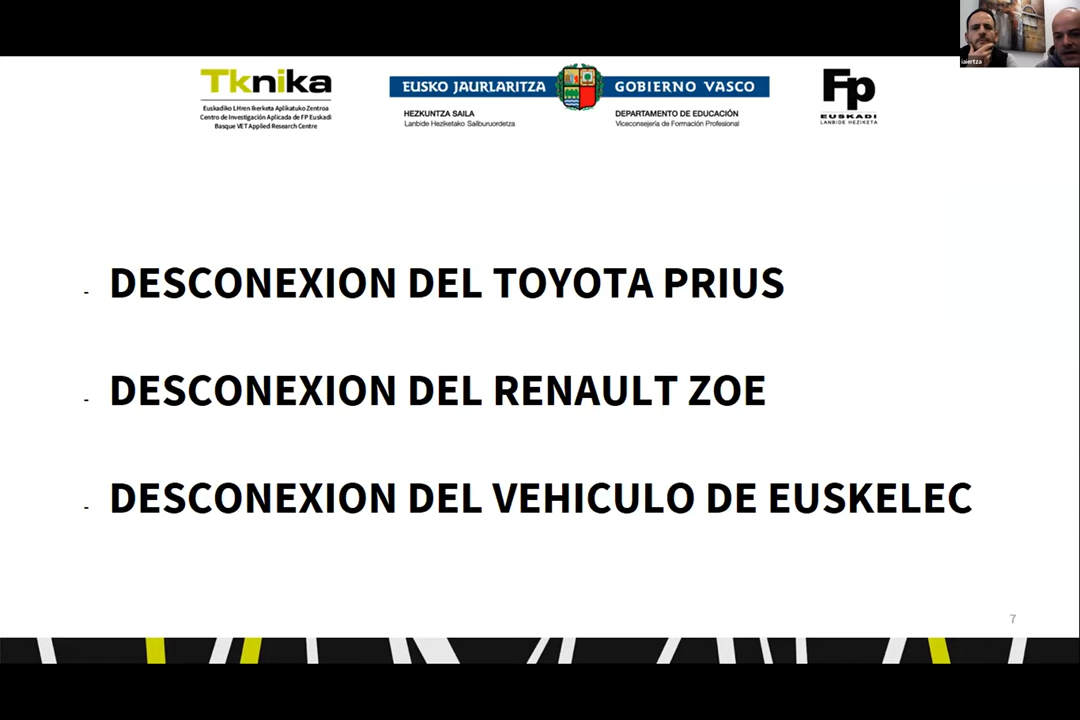 Tknika
Euskadiko LHren Ikerketa Aplikatuko Zentroa
Centro de Investigación Aplicada de FP Euskadi
Basque VET Applied Research Centre
EUSKO JAURLARITZA
GOBIERNO VASCO
HEZKUNTZA SAILA
Lanbide Heziketako Sailburuordetza
DEPARTAMENTO DE EDUCACIÓN
Viceconsejería de Formación Profesional
Fp
EUSKADI
LANBIDE HEZIKETA
- DESCONEXION DEL TOYOTA PRIUS
- DESCONEXION DEL RENAULT ZOE
- DESCONEXION DEL VEHICULO DE EUSKELEC
7